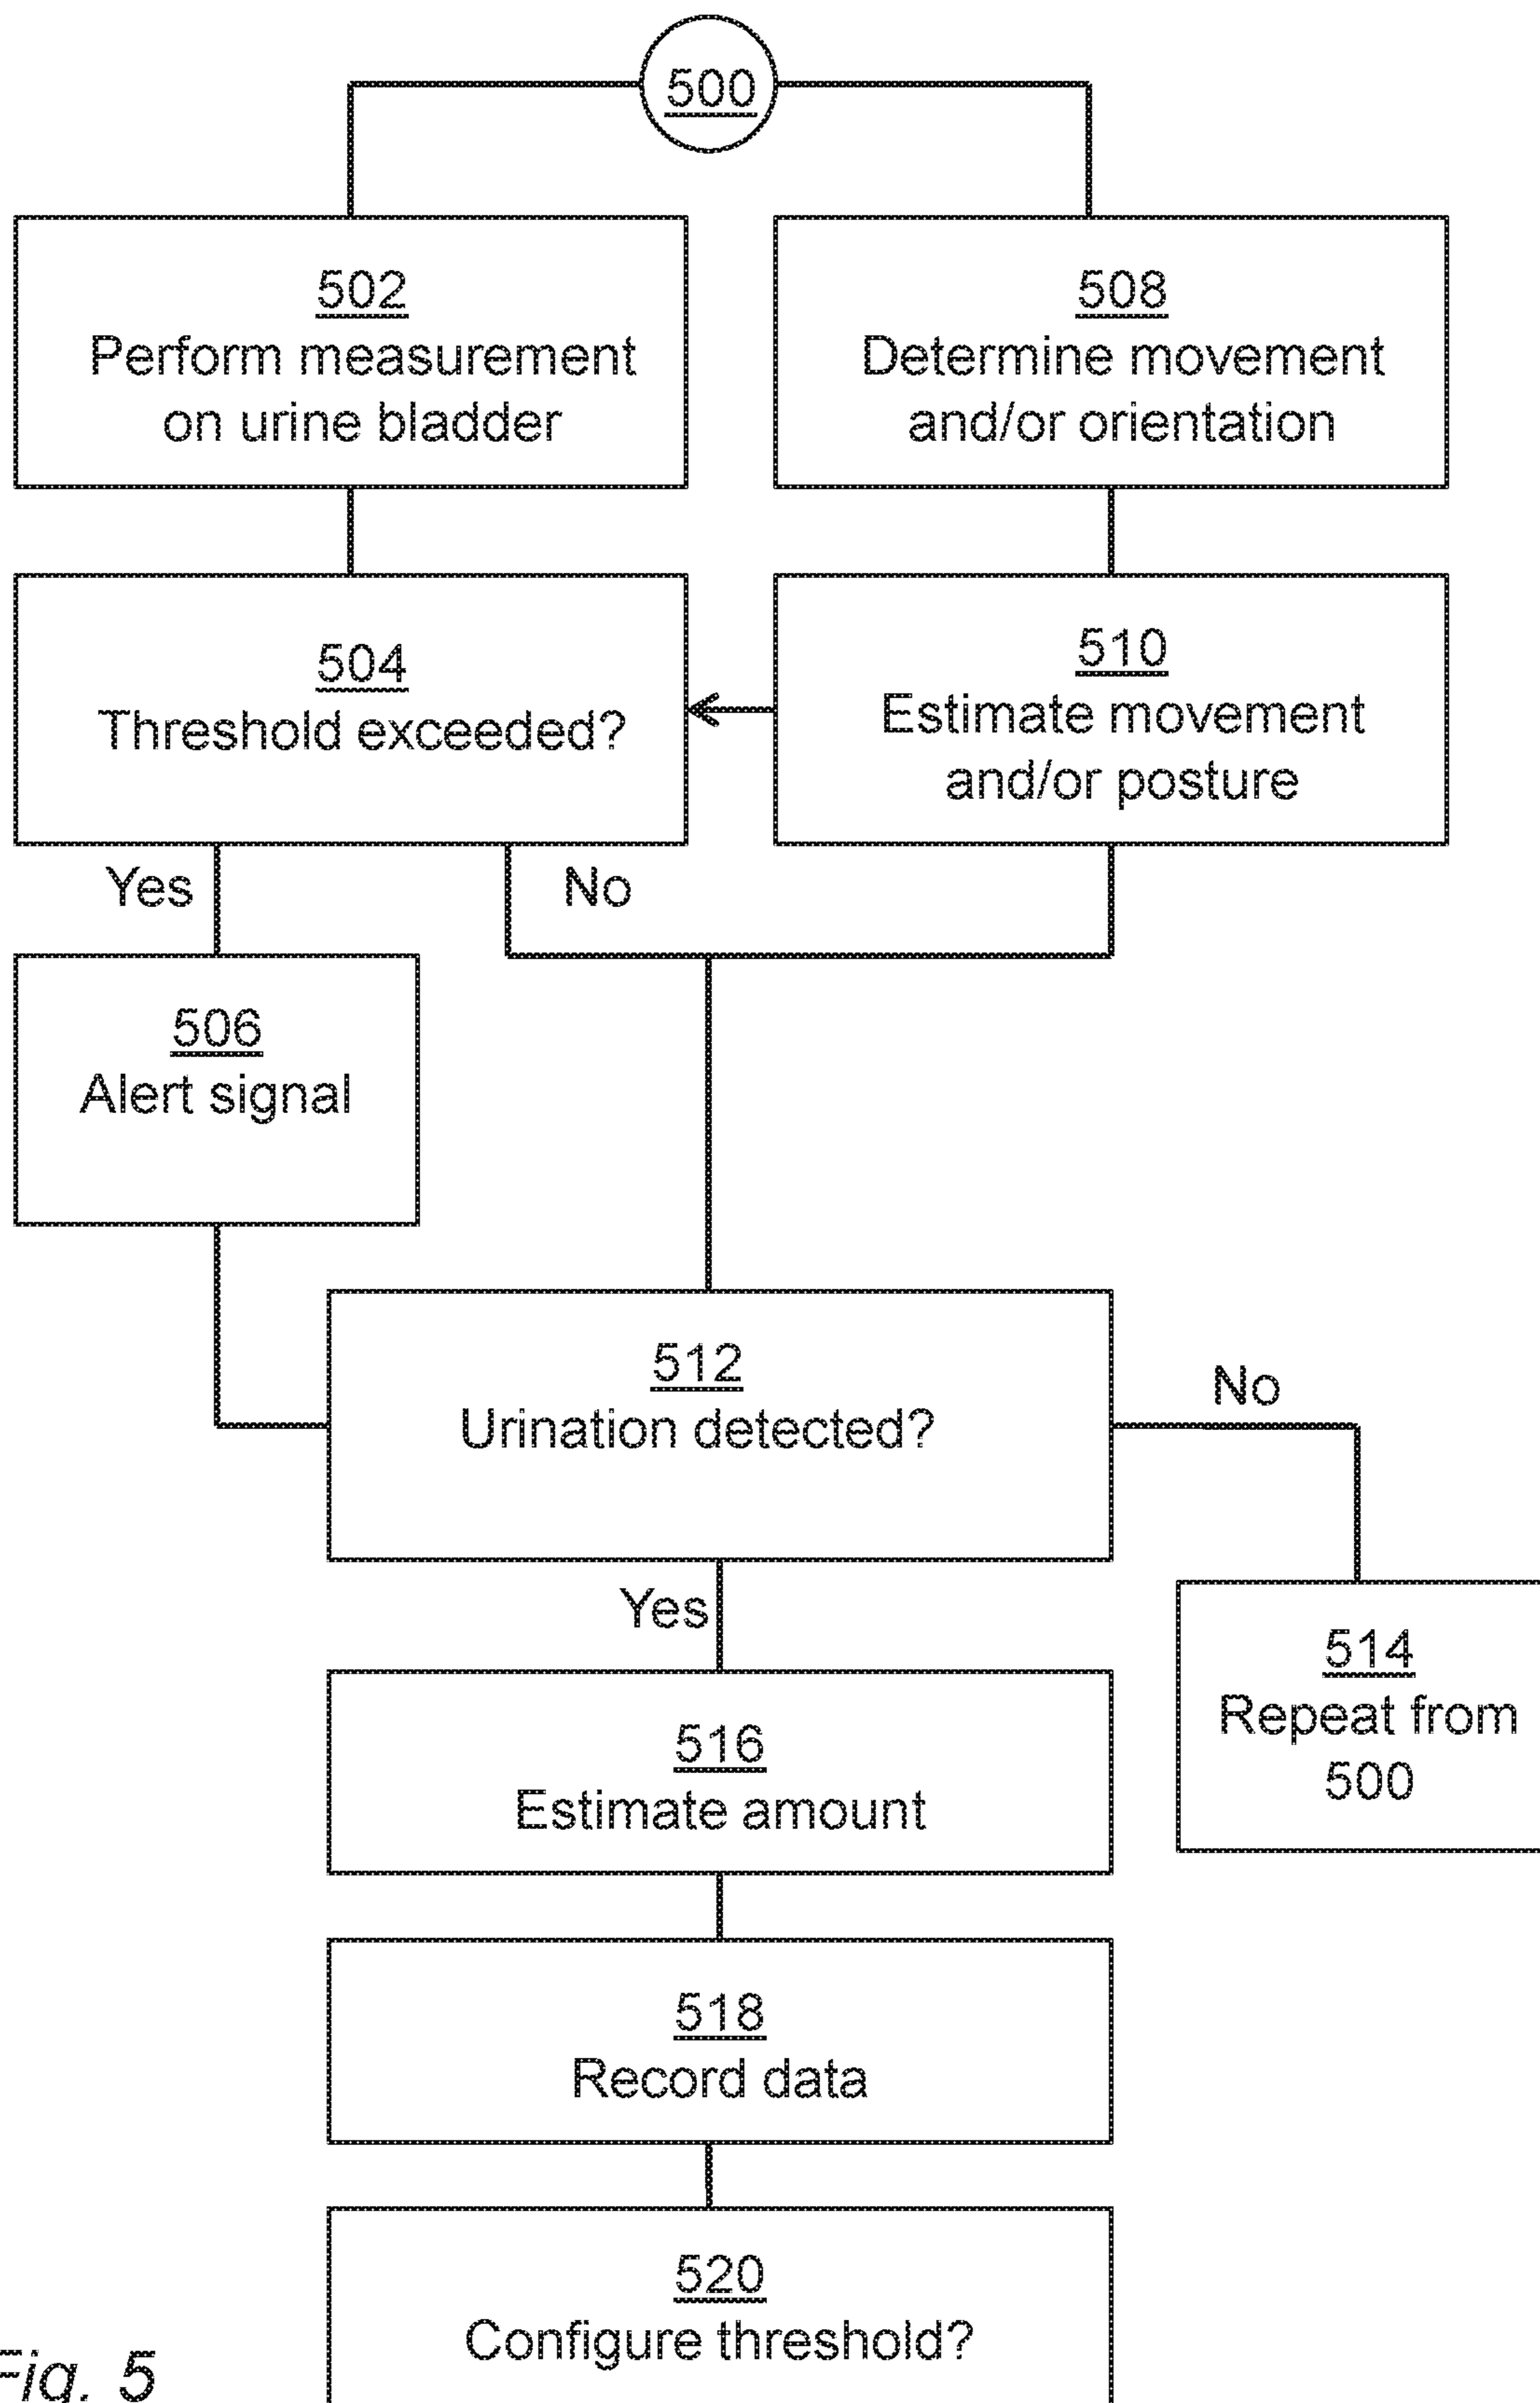 500
502
Perform measurement
on urine bladder
508
Determine movement
and/or orientation
504
Threshold exceeded?
510
Estimate movement
and/or posture
Yes
No
506
Alert signal
512
Urination detected?
No
Yes
514
Repeat from
500
516
Estimate amount
518
Record data
520
Configure threshold?
Fig. 5